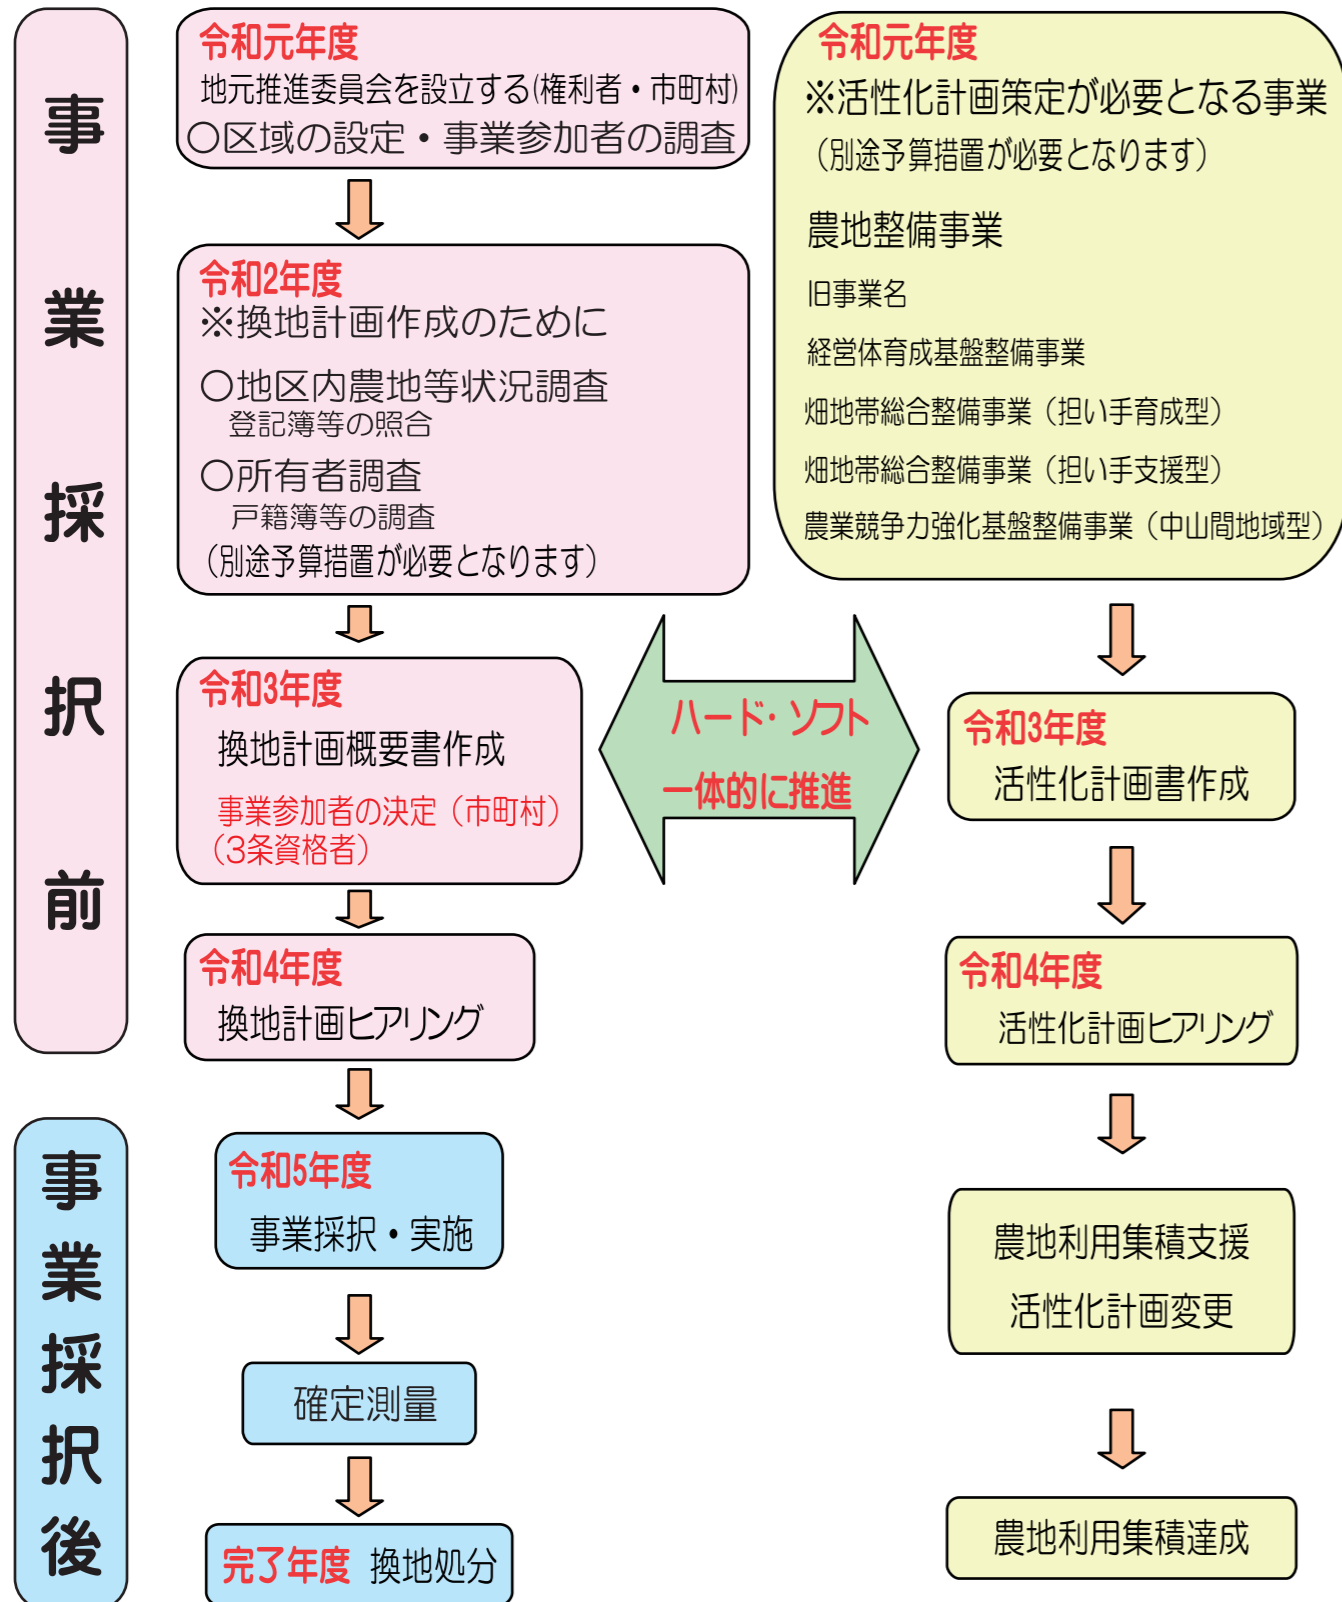 事業採択前
令和元年度
地元推進委員会を設立する(権利者・市町村)
○区域の設定・事業参加者の調査
令和2年度
※換地計画作成のために
○地区内農地等状況調査
登記簿等の照合
○所有者調査
戸籍簿等の調査
(別途予算措置が必要となります)
令和3年度
換地計画概要書作成
事業参加者の決定(市町村)
(3条資格者)
令和4年度
換地計画ヒアリング
事業採択後
令和5年度
事業採択・実施
確定測量
完了年度 換地処分
ハード・ソフト
一体的に推進
令和元年度
※活性化計画策定が必要となる事業
(別途予算措置が必要となります)
農地整備事業
旧事業名
経営体育成基盤整備事業
畑地帯総合整備事業(担い手育成型)
畑地帯総合整備事業(担い手支援型)
農業競争力強化基盤整備事業(中山間地域型)
令和3年度
活性化計画書作成
令和4年度
活性化計画ヒアリング
農地利用集積支援
活性化計画変更
農地利用集積達成